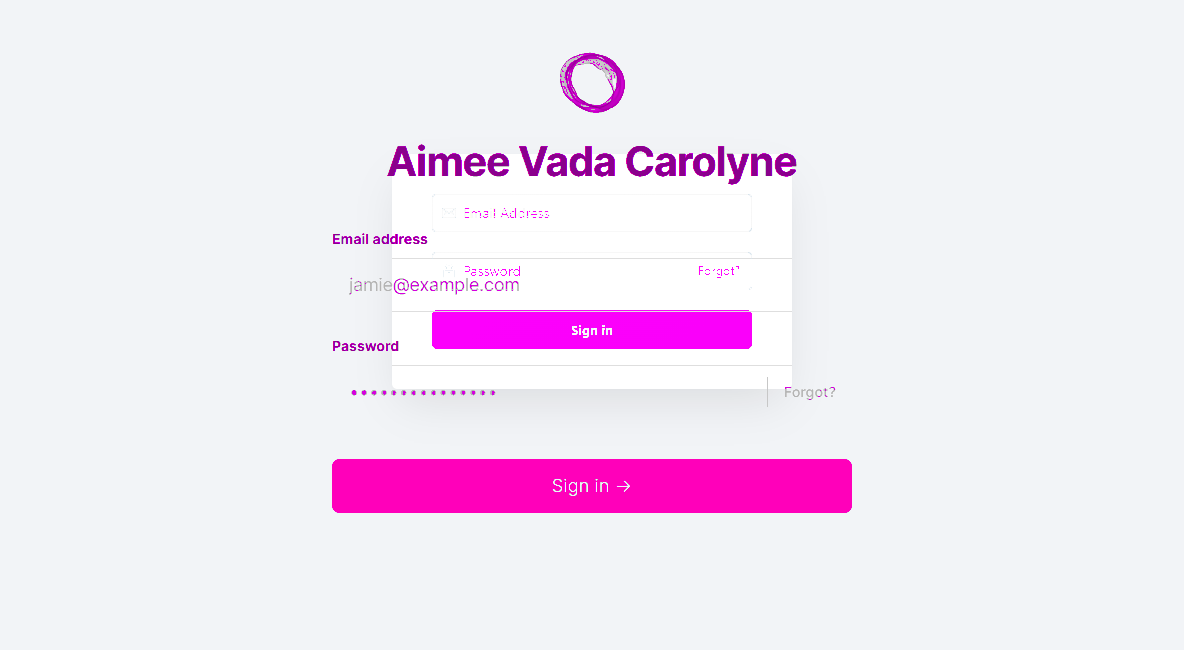 Aimee Vada Carolyne
Email Address
Email address
Password Forgot?
jamie@example.com
Sign in
Password
Forgot?
Sign in →